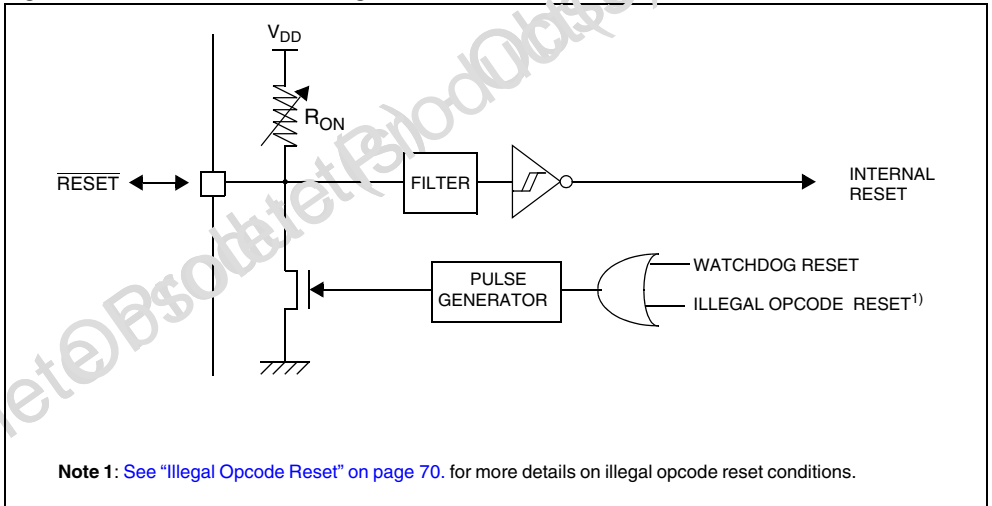 V_DD
R_ON
RESET
FILTER
INTERNAL
RESET
WATCHDOG RESET
PULSE
GENERATOR
ILLEGAL OPCODE RESET1)
Note 1: See “Illegal Opcode Reset” on page 70. for more details on illegal opcode reset conditions.